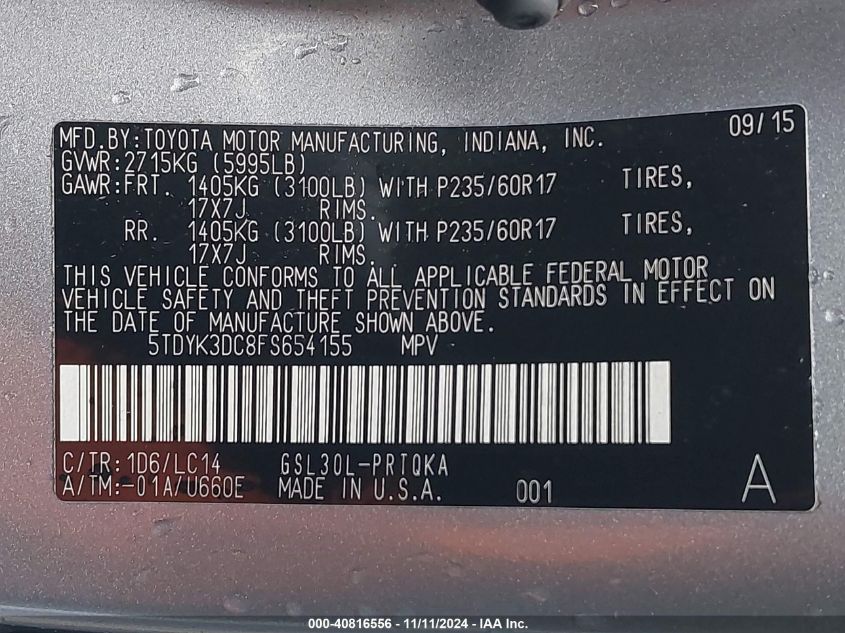 09/15
MFD.BY:TOYOTA MOTOR MANUFACTURING, INDIANA, INC.
GVWR:2715KG (5995LB)
GAWR:FRT. 1405KG (3100LB) WITH P235/60R17 TIRES,
17X7J RIMS.
RR. 1405KG (3100LB) WITH P235/60R17 TIRES,
17X7J RIMS.
THIS VEHICLE CONFORMS TO ALL APPLICABLE FEDERAL MOTOR
VEHICLE SAFETY AND THEFT PREVENTION STANDARDS IN EFFECT ON
THE DATE OF MANUFACTURE SHOWN ABOVE.
5TDYK3DC8FS654155 MPV
C/TR:1D6/LC14 GSL30L-PRTQKA
A/TM:-01A/U660E MADE IN U.S.A. 001 A
000-40816556 - 11/11/2024 - IAA Inc.